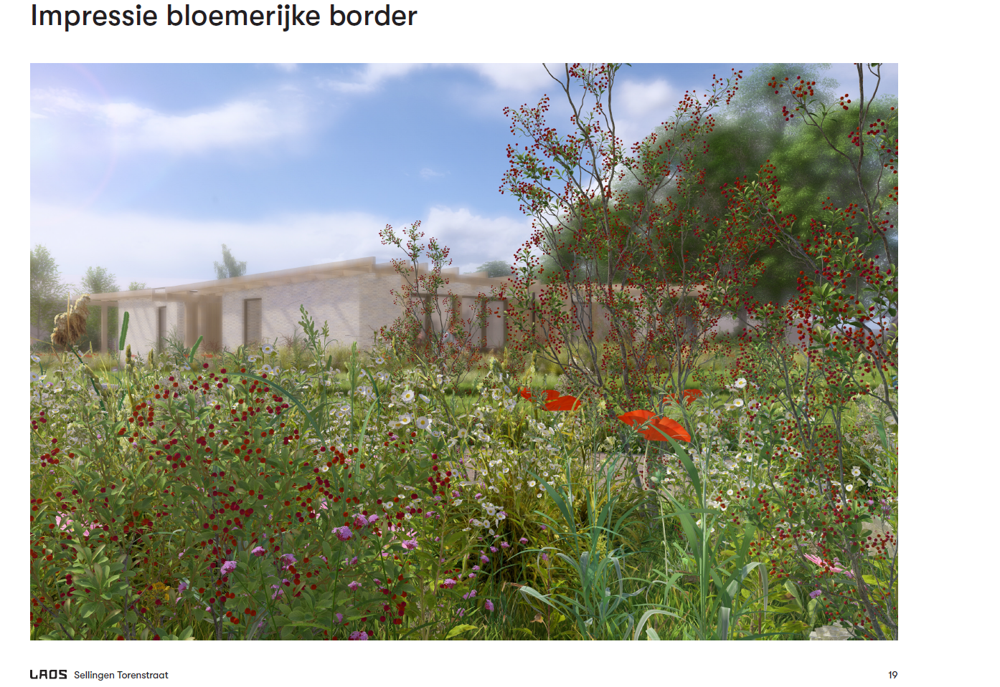 Impressie bloemerijke border
LAOS Sellingen Torenstraat
19